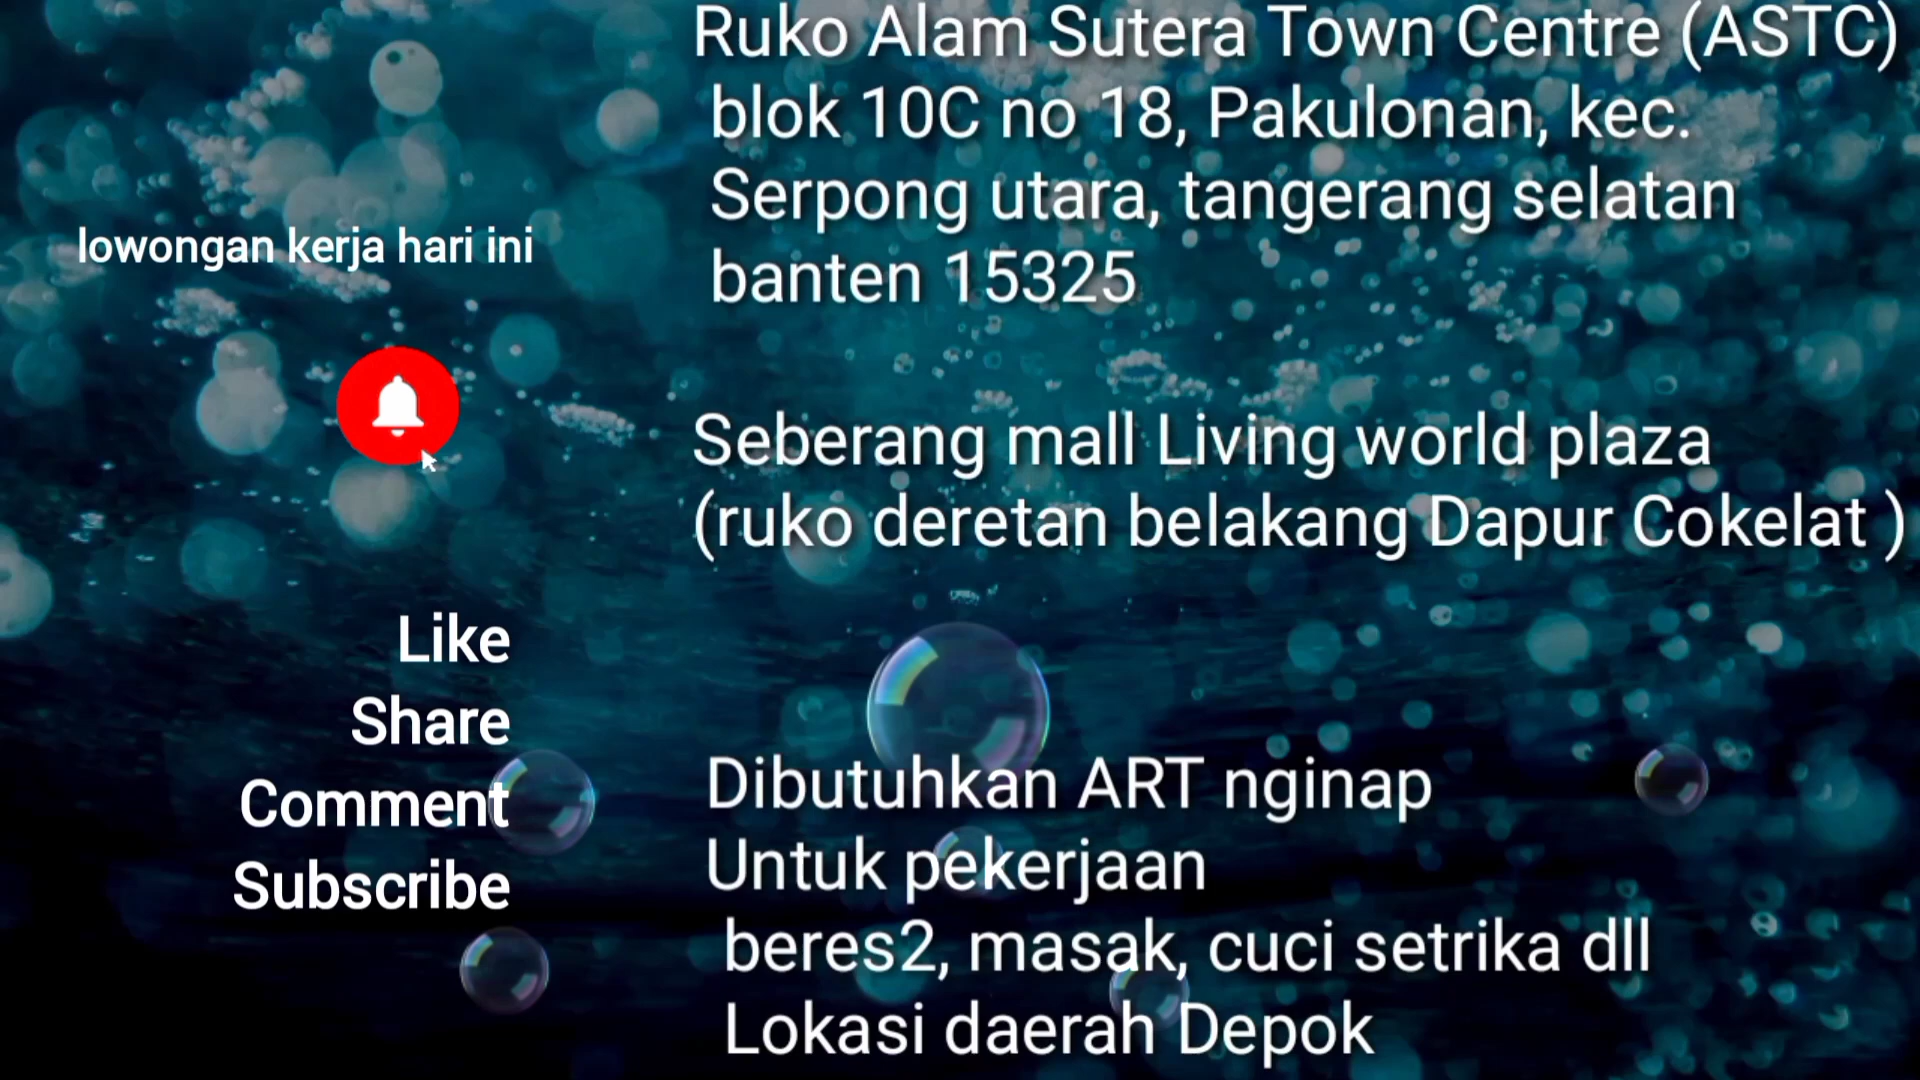 lowongan kerja hari ini
Like
Share
Comment
Subscribe
Ruko Alam Sutera Town Centre (ASTC)
blok 10C no 18, Pakulonan, kec.
Serpong utara, tangerang selatan
banten 15325
Seberang mall Living world plaza
(ruko deretan belakang Dapur Cokelat )
Dibutuhkan ART nginap
Untuk pekerjaan
beres2, masak, cuci setrika dll
Lokasi daerah Depok